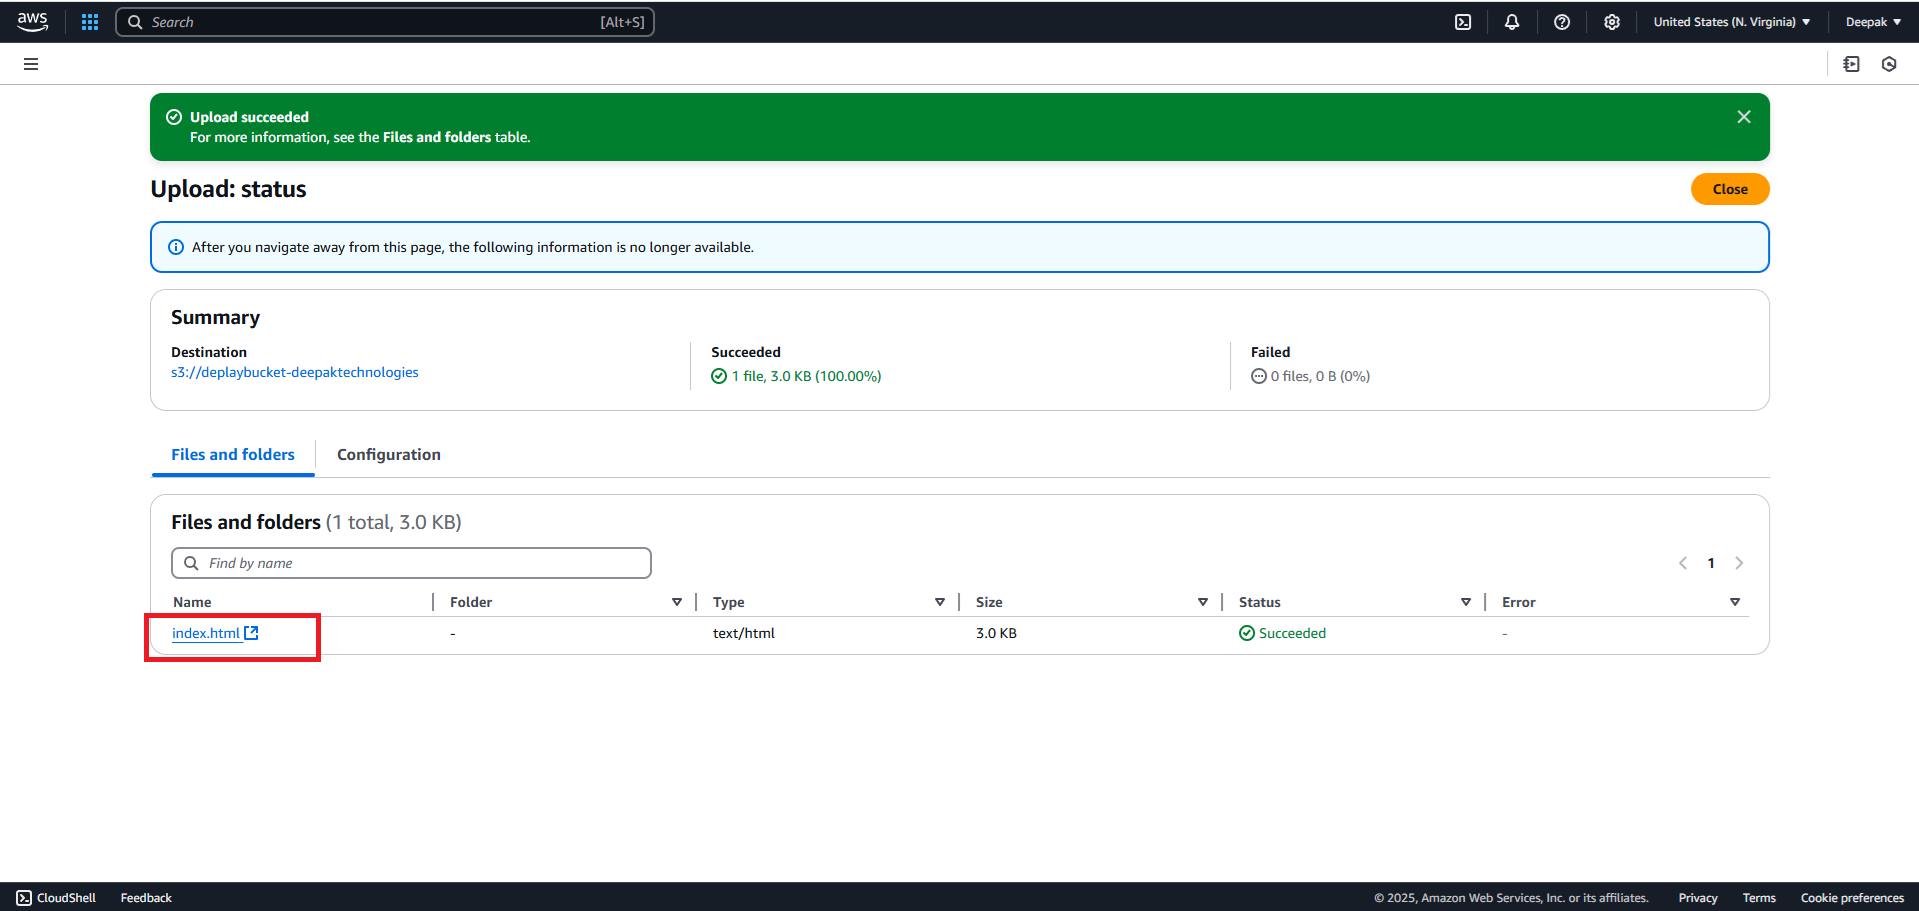 aws Search [Alt+S] United States (N. Virginia) Deepak
Upload succeeded
For more information, see the Files and folders table.
Upload: status Close
After you navigate away from this page, the following information is no longer available.
Summary
Destination Succeeded Failed
s3://deplaybucket-deepaktechnologies 1 file, 3.0 KB (100.00%) 0 files, 0 B (0%)
Files and folders Configuration
Files and folders (1 total, 3.0 KB)
Find by name 1
Name Folder Type Size Status Error
index.html - text/html 3.0 KB Succeeded -
CloudShell Feedback © 2025, Amazon Web Services, Inc. or its affiliates. Privacy Terms Cookie preferences